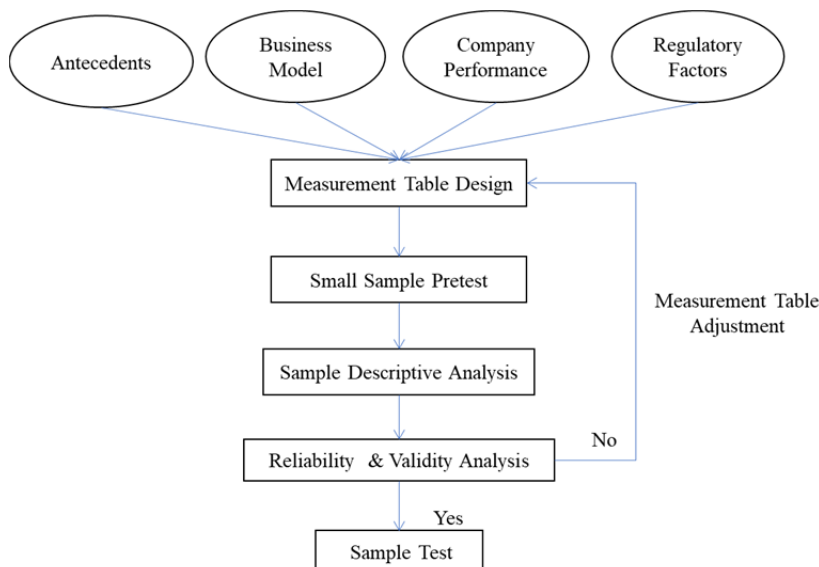 Antecedents
Business
Model
Company
Performance
Regulatory
Factors
Measurement Table Design
Small Sample Pretest
Measurement Table
Adjustment
Sample Descriptive Analysis
No
Reliability & Validity Analysis
Yes
Sample Test